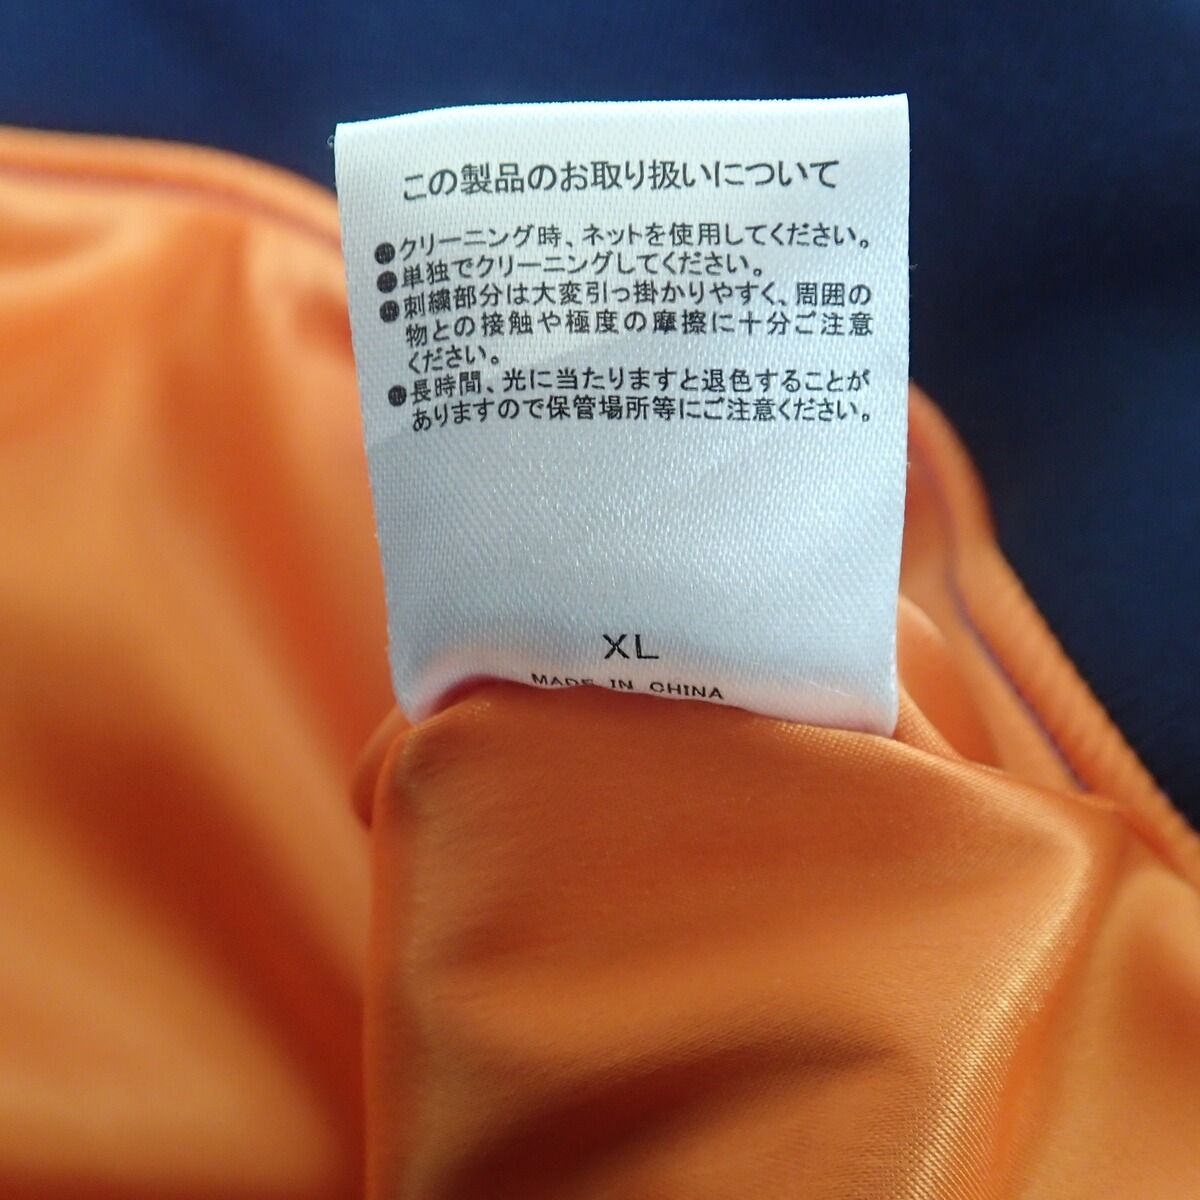 この製品のお取り扱いについて
●クリーニング時、ネットを使用してください。
●単独でクリーニングしてください。
●刺繍部分は大変引っ掛かりやすく、周囲の
物との接触や極度の摩擦に十分ご注意
ください。
●長時間、光に当たりますと退色することが
ありますので保管場所等にご注意ください。
XL
MADE IN CHINA